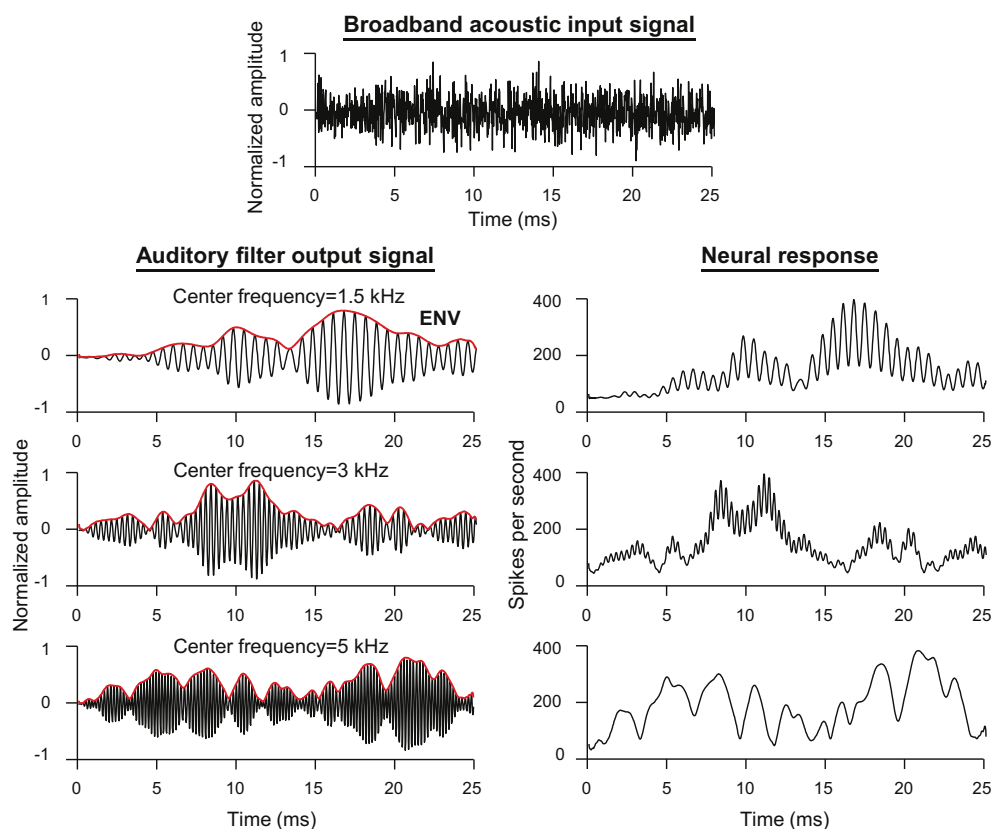 Broadband acoustic input signal
Normalized amplitude
1
0
-1
0 5 10 15 20 25
Time (ms)
Auditory filter output signal
Neural response
Center frequency=1.5 kHz
ENV
1
0
-1
0 5 10 15 20 25
400
200
0
0 5 10 15 20 25
Center frequency=3 kHz
Normalized amplitude
1
0
-1
0 5 10 15 20 25
Spikes per second
400
200
0
0 5 10 15 20 25
Center frequency=5 kHz
1
0
-1
0 5 10 15 20 25
Time (ms)
400
200
0
0 5 10 15 20 25
Time (ms)